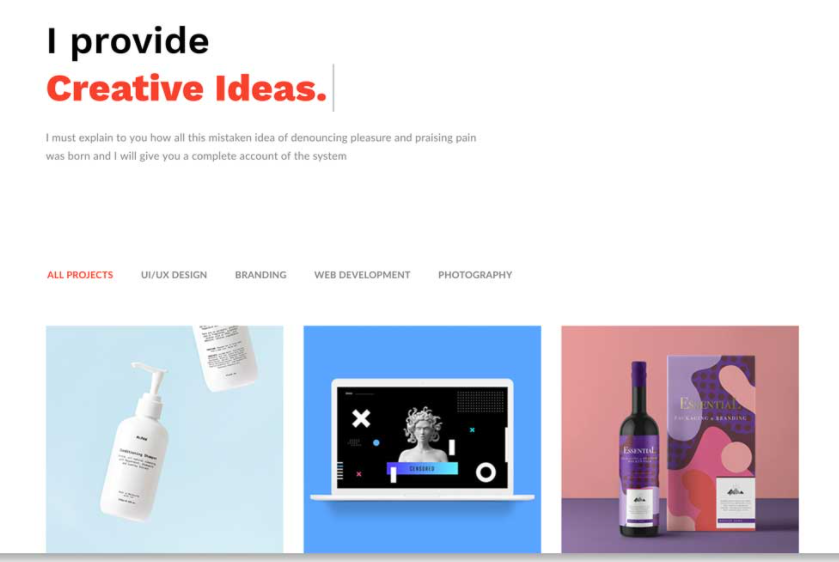 I provide
Creative Ideas.
I must explain to you how all this mistaken idea of denouncing pleasure and praising pain
was born and I will give you a complete account of the system
ALL PROJECTS
UI/UX DESIGN
BRANDING
WEB DEVELOPMENT
PHOTOGRAPHY
Conditioning Shampoo
CENSORED
ESSENTIAL
PACKAGING & BRANDING
ESSENTIAL